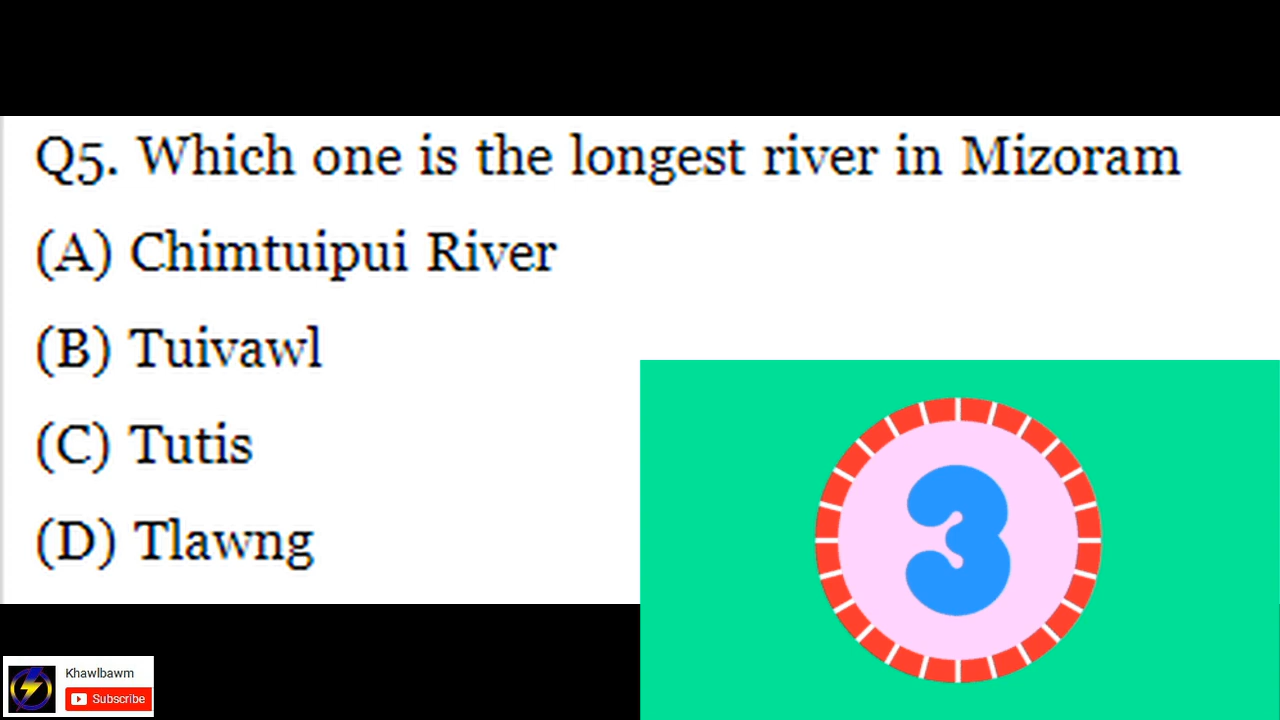 Q5. Which one is the longest river in Mizoram
(A) Chimtuipui River
(B) Tuivawl
(C) Tutis
(D) Tlawng
3
Khawlbawm
Subscribe